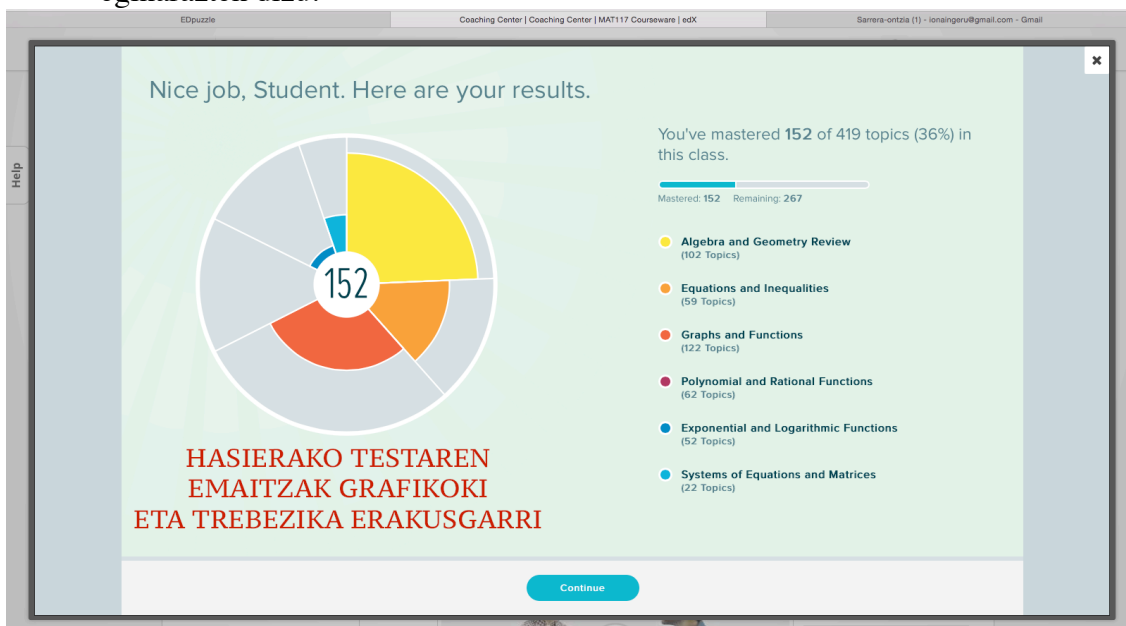 EDpuzzle
Coaching Center | Coaching Center | MAT117 Courseware | edX
Sarrera-ontzia (1) - ionaingeru@gmail.com - Gmail
Help
Nice job, Student. Here are your results.
152
You've mastered 152 of 419 topics (36%) in
this class.
Mastered: 152 Remaining: 267
Algebra and Geometry Review
(102 Topics)
Equations and Inequalities
(59 Topics)
Graphs and Functions
(122 Topics)
Polynomial and Rational Functions
(62 Topics)
Exponential and Logarithmic Functions
(52 Topics)
Systems of Equations and Matrices
(22 Topics)
HASIERAKO TESTAREN
EMAITZAK GRAFIKOKI
ETA TREBEZIKA ERAKUSGARRI
Continue